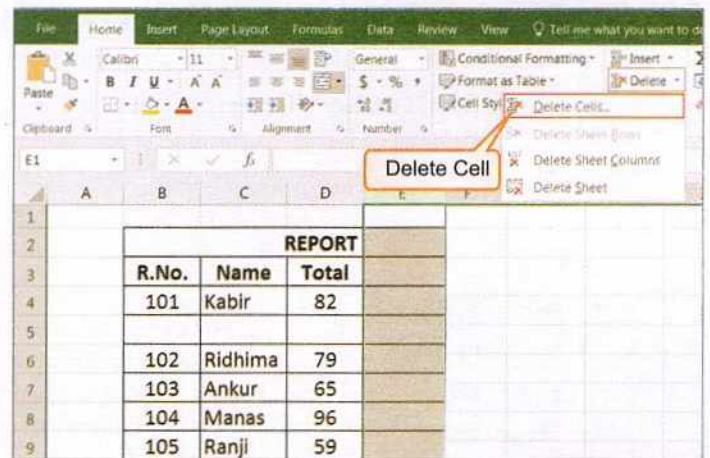 File Home Insert Page Layout Formulas Data Review View Tell me what you want to do
Calibri 11 General Conditional Formatting Insert
Paste B I U A A $ % Format as Table Delete
A Cell Styl Delete Cells...
Clipboard Font Alignment Number Delete Sheet Rows
E1 fx Delete Cell Delete Sheet Columns
Delete Sheet
A B C D E F
1
2 REPORT
3 R.No. Name Total
4 101 Kabir 82
5
6 102 Ridhima 79
7 103 Ankur 65
8 104 Manas 96
9 105 Ranji 59